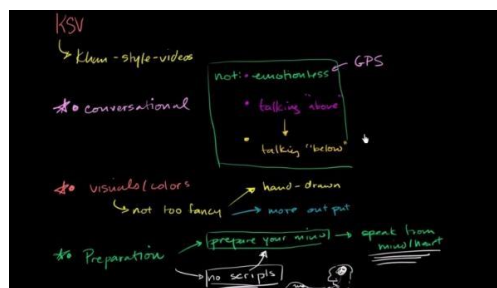 KSV
Khan-style-videos
not: • emotionless
GPS
• conversational
• talking "above"
• talking "below"
• visuals/colors
hand-drawn
not too fancy
more output
• Preparation
prepare your mind
speak from
mind/heart
no scripts